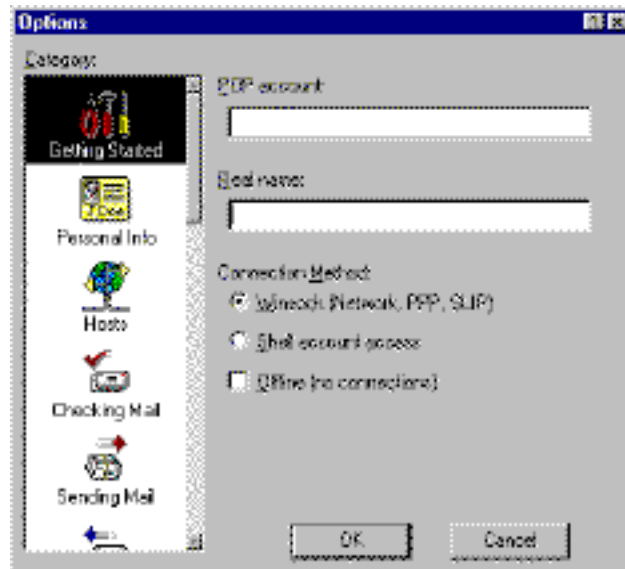 Options
Category:
Getting Started
J.Doe
Personal Info
Hosts
Checking Mail
Sending Mail
POP account:
Real name:
Connection Method:
Winsock (Network, PPP, SLIP)
Shell account access
Offline (no connections)
OK
Cancel